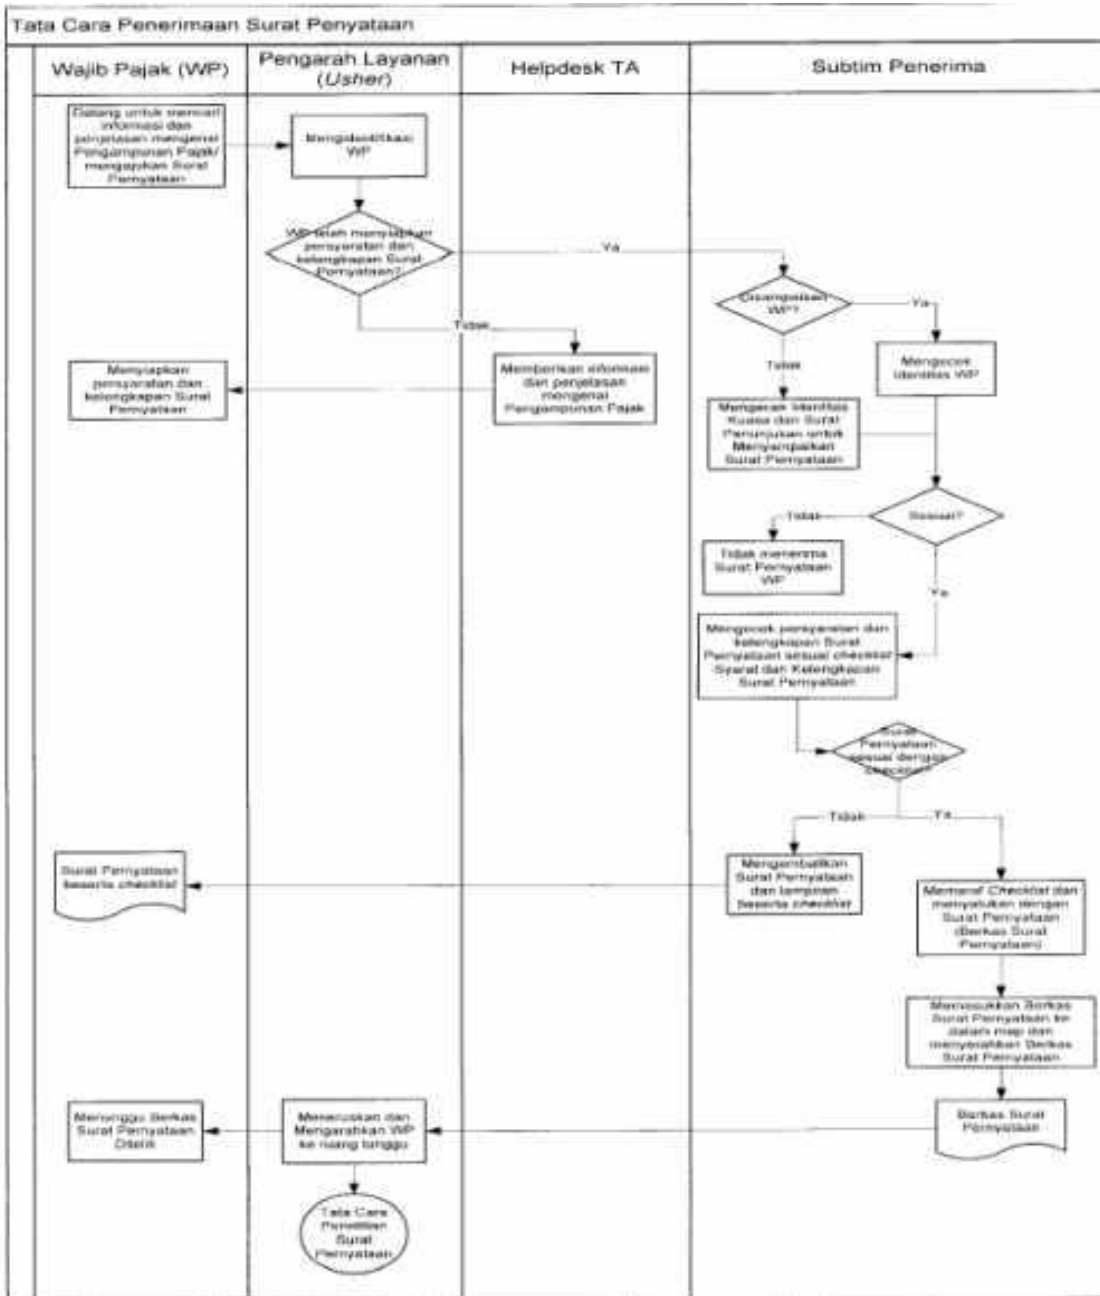 Tata Cara Penerimaan Surat Penyataan
Wajib Pajak (WP)
Pengarah Layanan
(Usher)
Helpdesk TA
Subtim Penerima
Datang untuk mencari
informasi dan
penjelasan mengenai
Pengampunan Pajak/
mengajukan Surat
Pernyataan
Mengidentifikasi
WP
WP telah menyiapkan
persyaratan dan
kelengkapan Surat
Pernyataan?
Ya
Tidak
Disampaikan
WP?
Ya
Tidak
Mengecek
Identitas WP
Menyiapkan
persyaratan dan
kelengkapan Surat
Pernyataan
Memberikan informasi
dan penjelasan
mengenai
Pengampunan Pajak
Mengecek Identitas
Kuasa dan Surat
Penunjukan untuk
Menyampaikan
Surat Pernyataan
Sesuai?
Tidak
Tidak menerima
Surat Pernyataan
WP
Ya
Mengecek persyaratan dan
kelengkapan Surat
Pernyataan sesuai checklist
Syarat dan Kelengkapan
Surat Pernyataan
Surat
Pernyataan
sesuai dengan
checklist?
Tidak
Ya
Surat Pernyataan
beserta checklist
Mengembalikan
Surat Pernyataan
dan lampiran
beserta checklist
Memaraf Checklist dan
menyatukan dengan
Surat Pernyataan
(Berkas Surat
Pernyataan)
Memasukkan Berkas
Surat Pernyataan ke
dalam map dan
menyerahkan Berkas
Surat Pernyataan
Menunggu Berkas
Surat Pernyataan
Diteliti
Meneruskan dan
Mengarahkan WP
ke ruang tunggu
Berkas Surat
Pernyataan
Tata Cara
Penelitian
Surat
Pernyataan